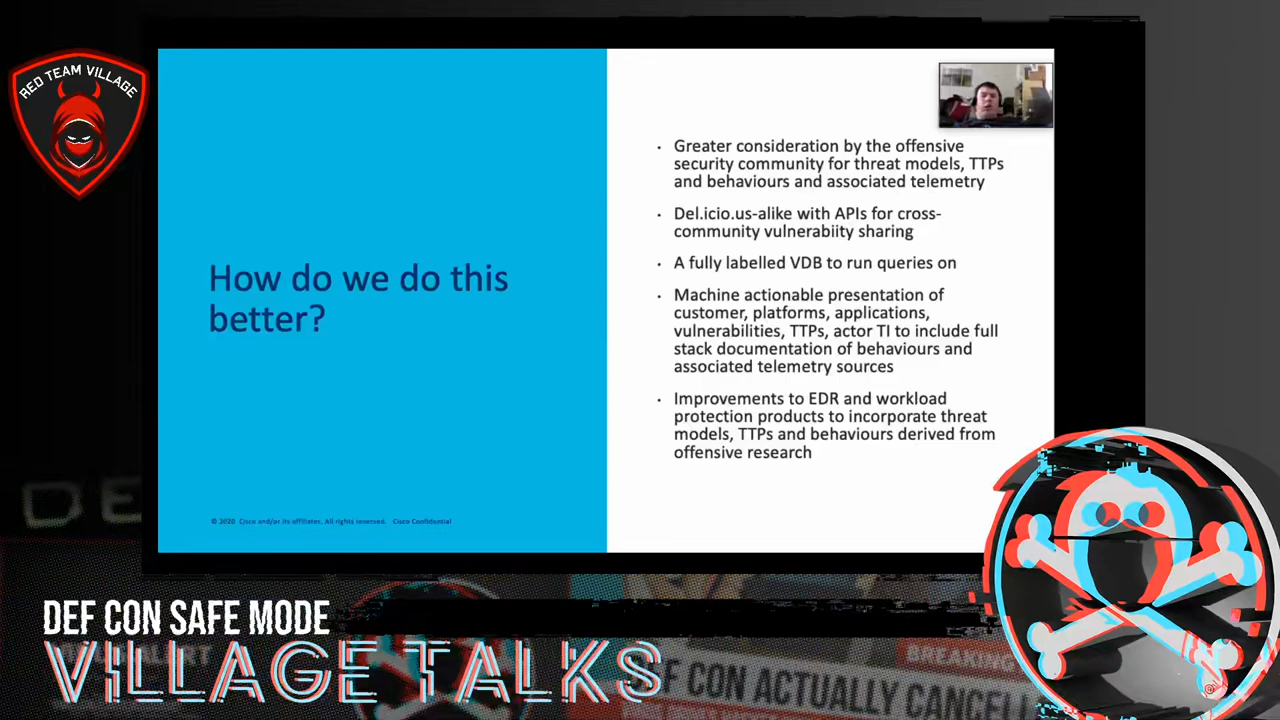 RED TEAM VILLAGE
How do we do this
better?
• Greater consideration by the offensive
security community for threat models, TTPs
and behaviours and associated telemetry
• Del.icio.us-alike with APIs for cross-
community vulnerabiity sharing
• A fully labelled VDB to run queries on
• Machine actionable presentation of
customer, platforms, applications,
vulnerabilities, TTPs, actor TI to include full
stack documentation of behaviours and
associated telemetry sources
• Improvements to EDR and workload
protection products to incorporate threat
models, TTPs and behaviours derived from
offensive research
© 2020 Cisco and/or its affiliates. All rights reserved. Cisco Confidential
DEF CON SAFE MODE
VILLAGE TALKS
BREAKING
DEF CON ACTUALLY CANCELL